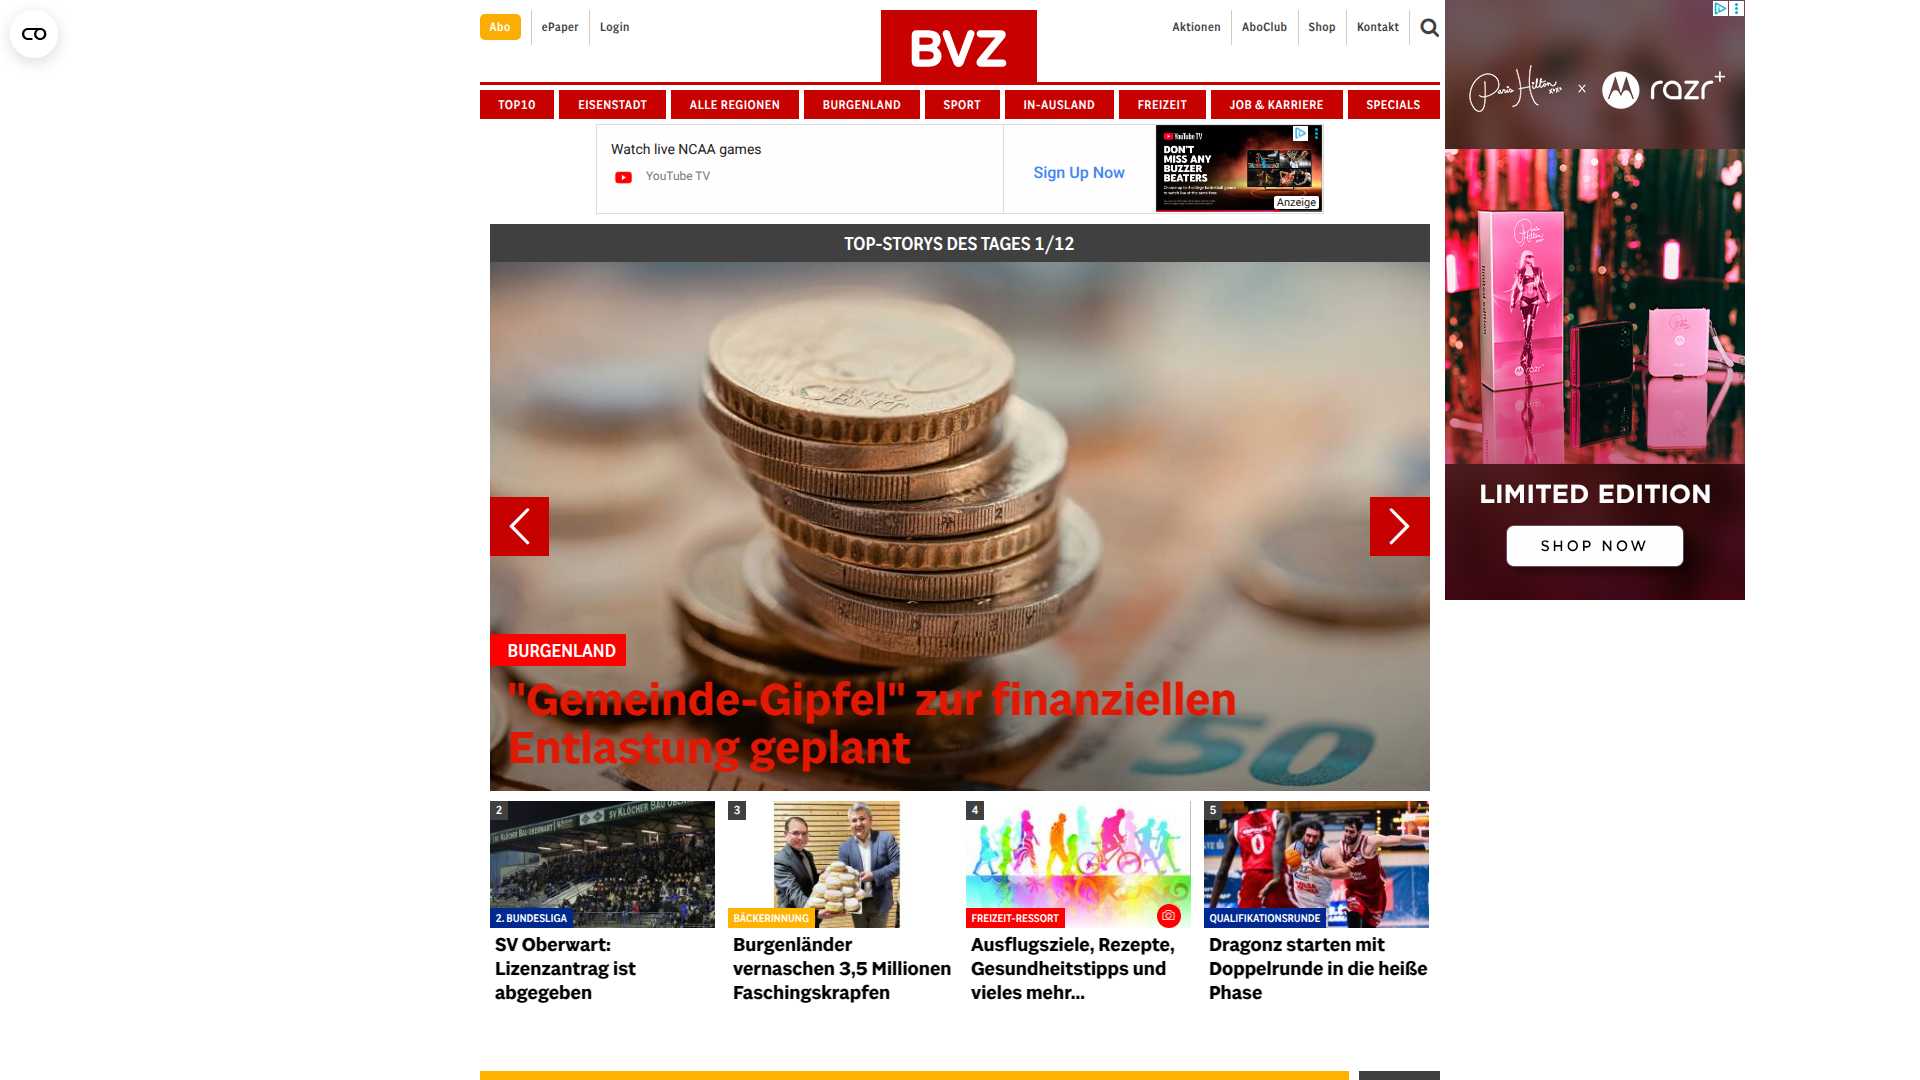 Abo
ePaper
Login
BVZ
Aktionen
AboClub
Shop
Kontakt
TOP10
EISENSTADT
ALLE REGIONEN
BURGENLAND
SPORT
IN-AUSLAND
FREIZEIT
JOB & KARRIERE
SPECIALS
Watch live NCAA games
YouTube TV
Sign Up Now
YouTube TV
DON'T
MISS ANY
BUZZER
BEATERS
Anzeige
Paris Hilton
x
razr+
LIMITED EDITION
SHOP NOW
TOP-STORYS DES TAGES 1/12
BURGENLAND
"Gemeinde-Gipfel" zur finanziellen
Entlastung geplant
50
2
2. BUNDESLIGA
SV Oberwart:
Lizenzantrag ist
abgegeben
3
BÄCKERINNUNG
Burgenländer
vernaschen 3,5 Millionen
Faschingskrapfen
4
FREIZEIT-RESSORT
Ausflugsziele, Rezepte,
Gesundheitstipps und
vieles mehr...
5
QUALIFIKATIONSRUNDE
Dragonz starten mit
Doppelrunde in die heiße
Phase